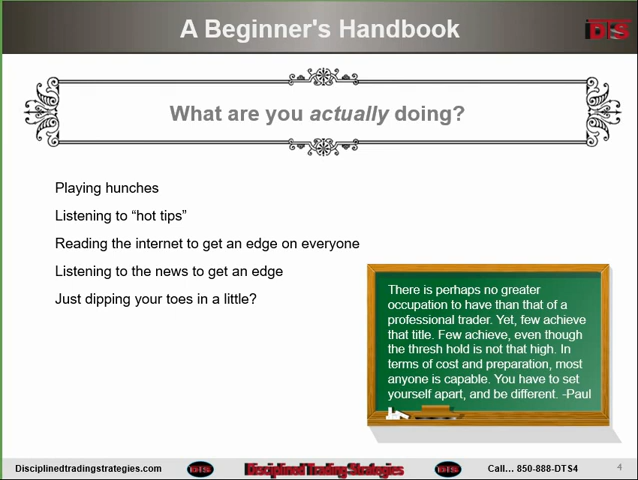 A Beginner's Handbook
DTS
What are you actually doing?
Playing hunches
Listening to “hot tips”
Reading the internet to get an edge on everyone
Listening to the news to get an edge
Just dipping your toes in a little?
There is perhaps no greater
occupation to have than that of a
professional trader. Yet, few achieve
that title. Few achieve, even though
the thresh hold is not that high. In
terms of cost and preparation, most
anyone is capable. You have to set
yourself apart, and be different. -Paul
Disciplinedtradingstrategies.com DTS Disciplined Trading Strategies DTS Call... 850-888-DTS4 4